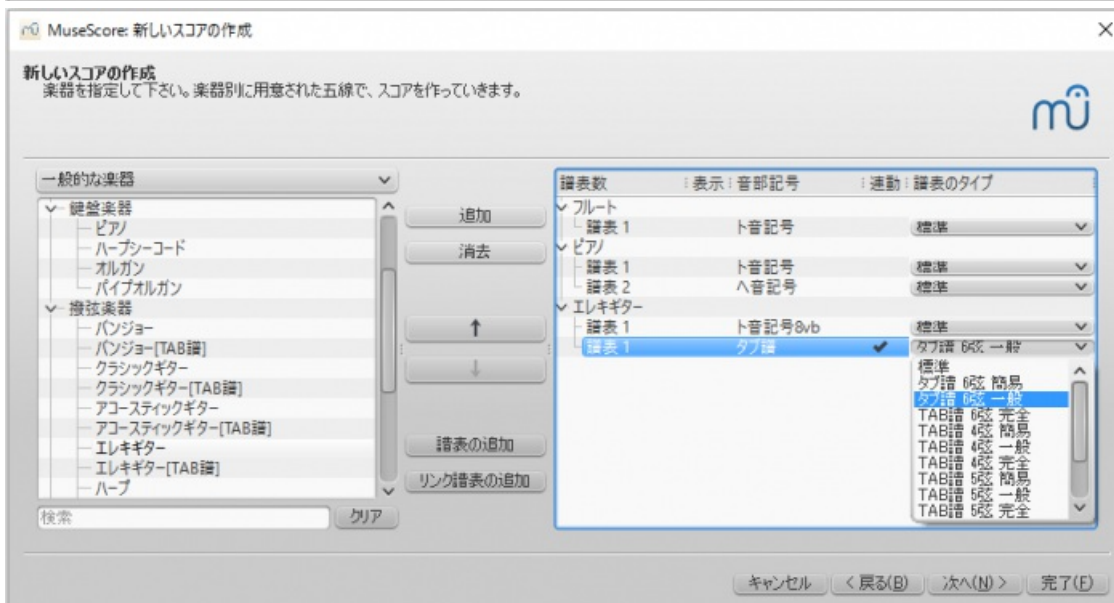 MuseScore: 新しいスコアの作成
新しいスコアの作成
楽器を指定して下さい。楽器別に用意された五線で、スコアを作っていきます。
mû
一般的な楽器
鍵盤楽器
ピアノ
ハープシーコード
オルガン
パイプオルガン
撥弦楽器
バンジョー
バンジョー[TAB譜]
クラシックギター
クラシックギター[TAB譜]
アコースティックギター
アコースティックギター[TAB譜]
エレキギター
エレキギター[TAB譜]
ハープ
検索 クリア
追加
消去
↑
↓
譜表の追加
リンク譜表の追加
譜表数 表示 音部記号 連動 譜表のタイプ
フルート
譜表 1 ト音記号 標準
ピアノ
譜表 1 ト音記号 標準
譜表 2 ヘ音記号 標準
エレキギター
譜表 1 ト音記号8vb 標準
譜表 1 タブ譜 ✔ タブ譜 6弦 一般
標準
タブ譜 6弦 簡易
タブ譜 6弦 一般
TAB譜 6弦 完全
TAB譜 4弦 簡易
TAB譜 4弦 一般
TAB譜 4弦 完全
TAB譜 5弦 簡易
TAB譜 5弦 一般
TAB譜 5弦 完全
キャンセル < 戻る(B) 次へ(N) > 完了(F)